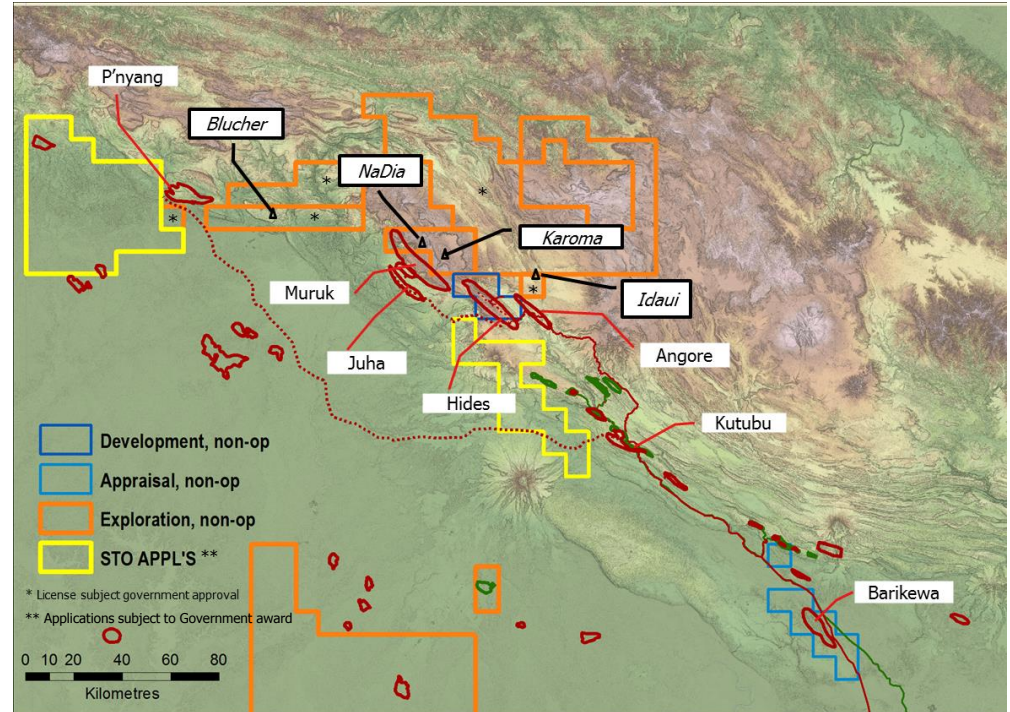 P'nyang
Blucher
*
NaDia
*
*
*
Karoma
Muruk
*
Idaui
Juha
Angore
Hides
Kutubu
Development, non-op
Appraisal, non-op
Exploration, non-op
STO APPL'S **
* License subject government approval
** Applications subject to Government award
Barikewa
0 10 20 40 60 80
Kilometres